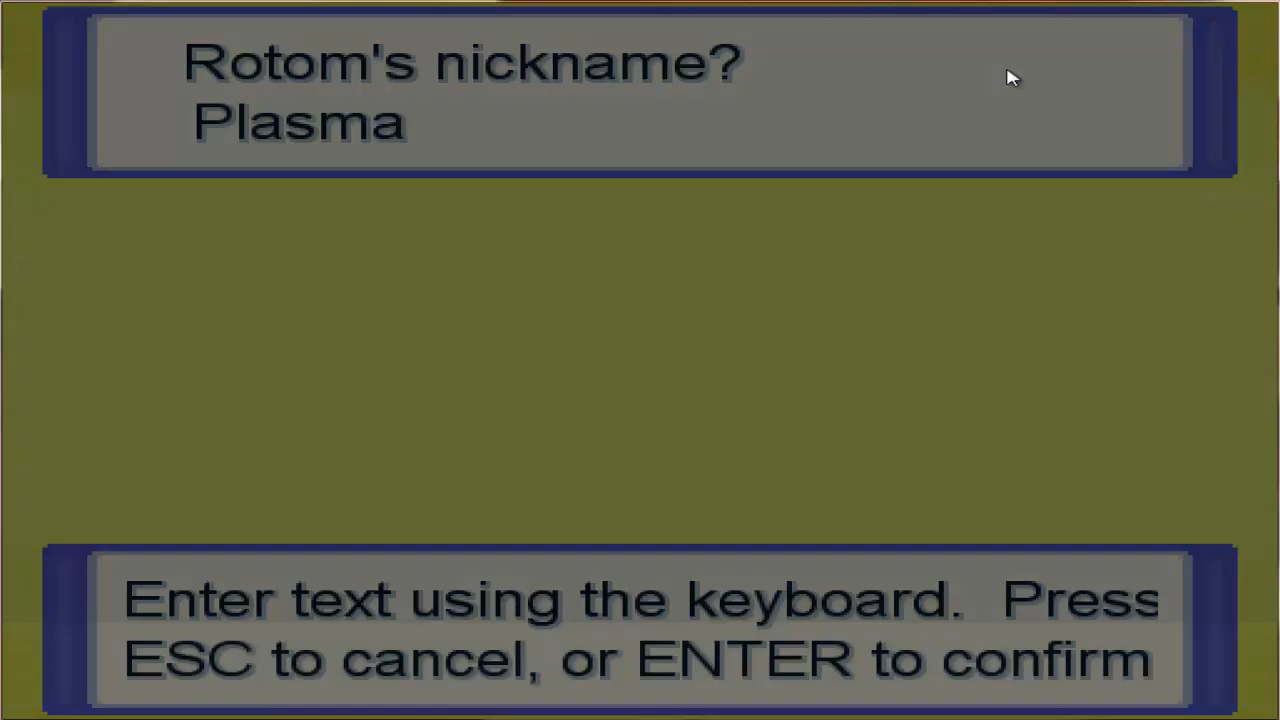 Rotom's nickname?
Plasma
Enter text using the keyboard.  Press
ESC to cancel, or ENTER to confirm